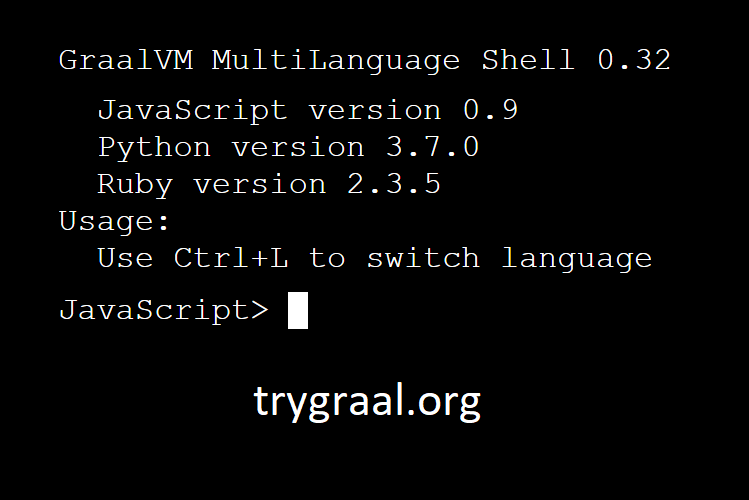 GraalVM MultiLanguage Shell 0.32
JavaScript version 0.9
Python version 3.7.0
Ruby version 2.3.5
Usage:
Use Ctrl+L to switch language
JavaScript>
trygraal.org